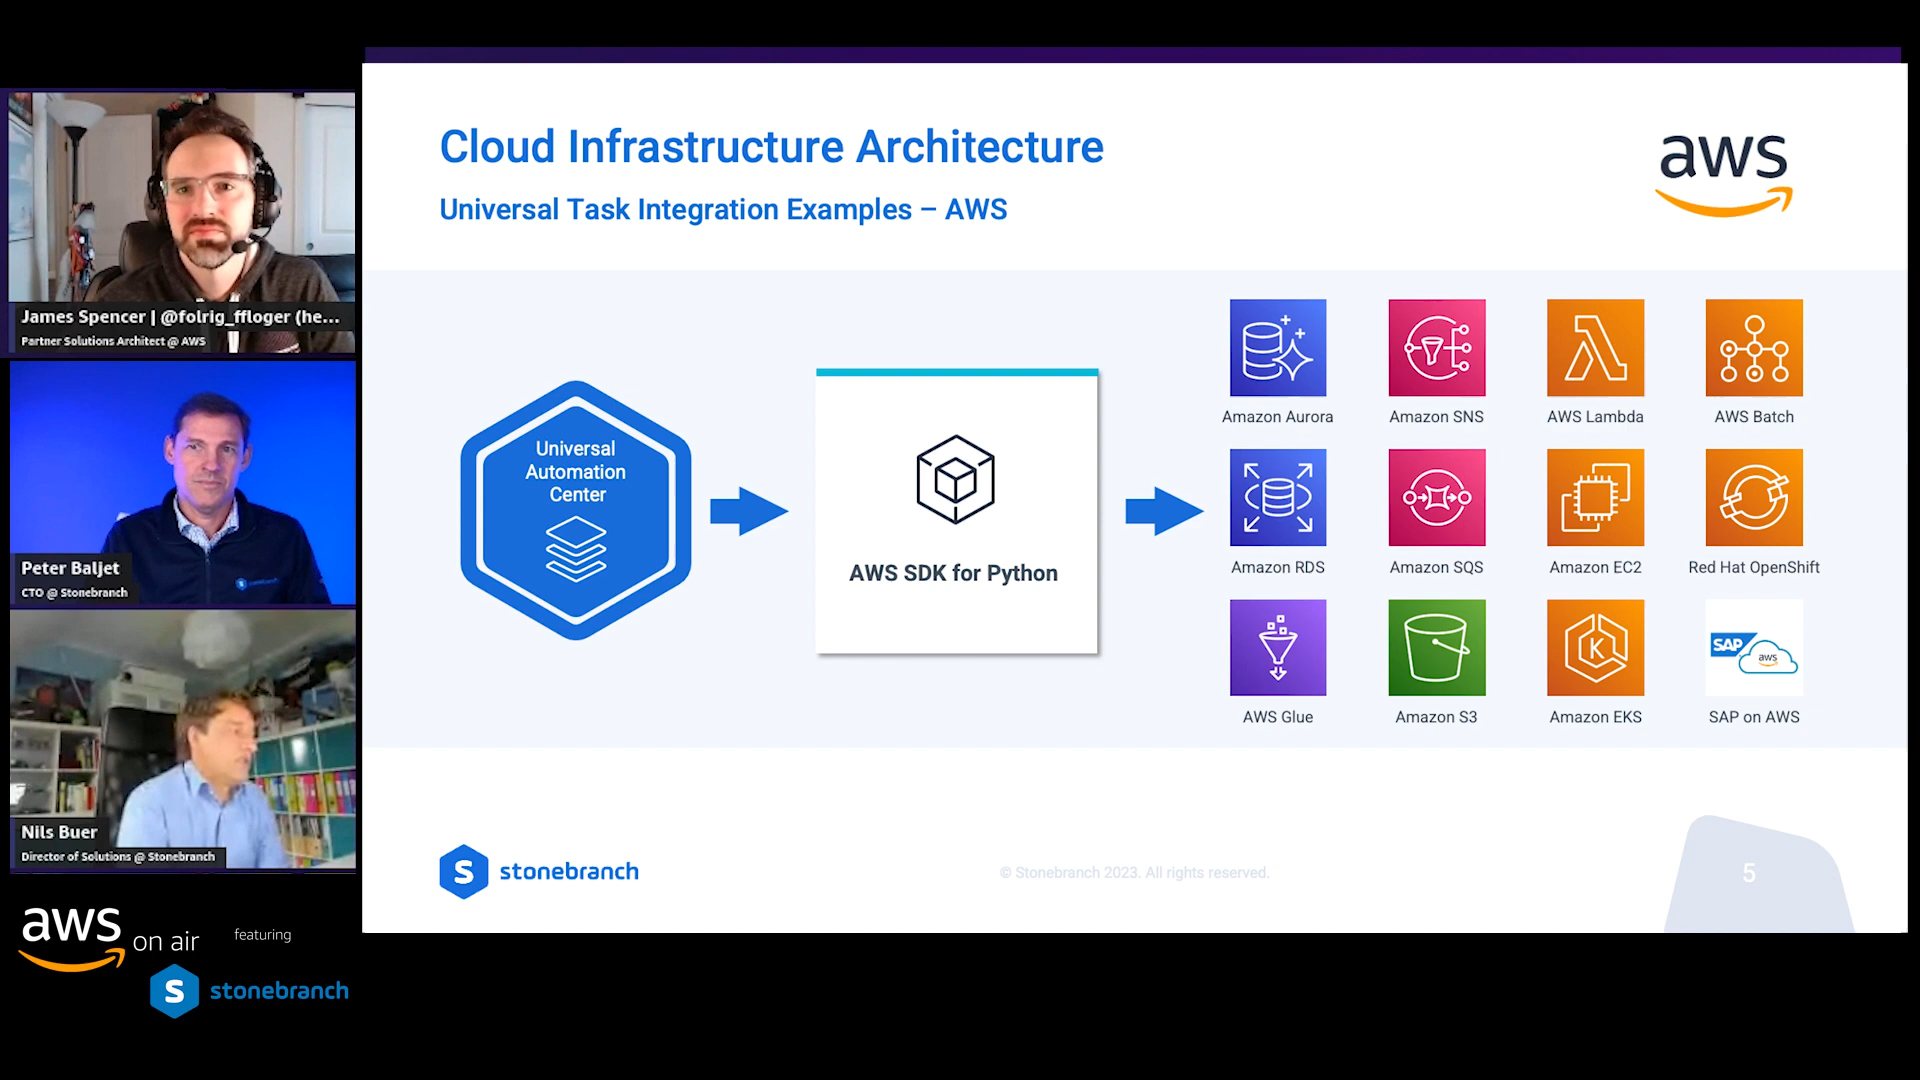 James Spencer | @folrig_ffloger (he...
Partner Solutions Architect @ AWS
Peter Baljet
CTO @ Stonebranch
stonebranch
Nils Buer
Director of Solutions @ Stonebranch
aws on air
featuring
S stonebranch
Cloud Infrastructure Architecture
Universal Task Integration Examples – AWS
aws
Universal
Automation
Center
AWS SDK for Python
Amazon Aurora
Amazon SNS
AWS Lambda
AWS Batch
Amazon RDS
Amazon SQS
Amazon EC2
Red Hat OpenShift
K
SAP
aws
AWS Glue
Amazon S3
Amazon EKS
SAP on AWS
S stonebranch
© Stonebranch 2023. All rights reserved.
5